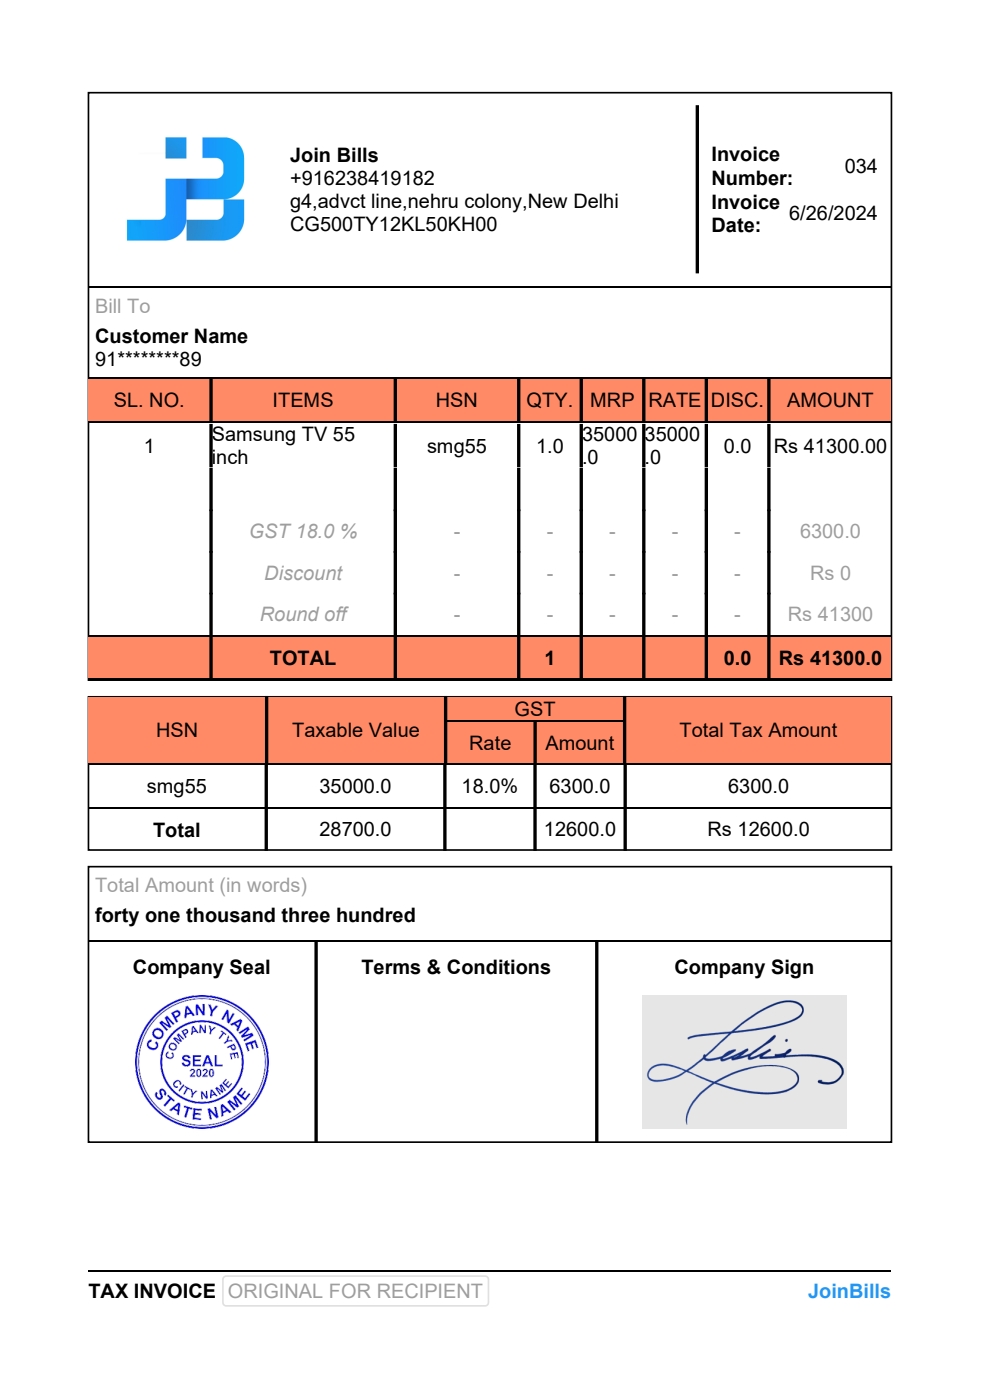 JB
Join Bills
+916238419182
g4,advct line,nehru colony,New Delhi
CG500TY12KL50KH00
Invoice Number: 034
Invoice Date: 6/26/2024
Bill To
Customer Name
91********89
SL. NO. ITEMS HSN QTY. MRP RATE DISC. AMOUNT
1 Samsung TV 55 inch smg55 1.0 35000.0 35000.0 0.0 Rs 41300.00
GST 18.0 % - - - - - 6300.0
Discount - - - - - Rs 0
Round off - - - - - Rs 41300
TOTAL 1 0.0 Rs 41300.0
HSN Taxable Value GST Total Tax Amount
Rate Amount
smg55 35000.0 18.0% 6300.0 6300.0
Total 28700.0 12600.0 Rs 12600.0
Total Amount (in words)
forty one thousand three hundred
Company Seal Terms & Conditions Company Sign
COMPANY NAME
COMPANY TYPE
SEAL
2020
CITY NAME
STATE NAME
Leslie
TAX INVOICE ORIGINAL FOR RECIPIENT JoinBills